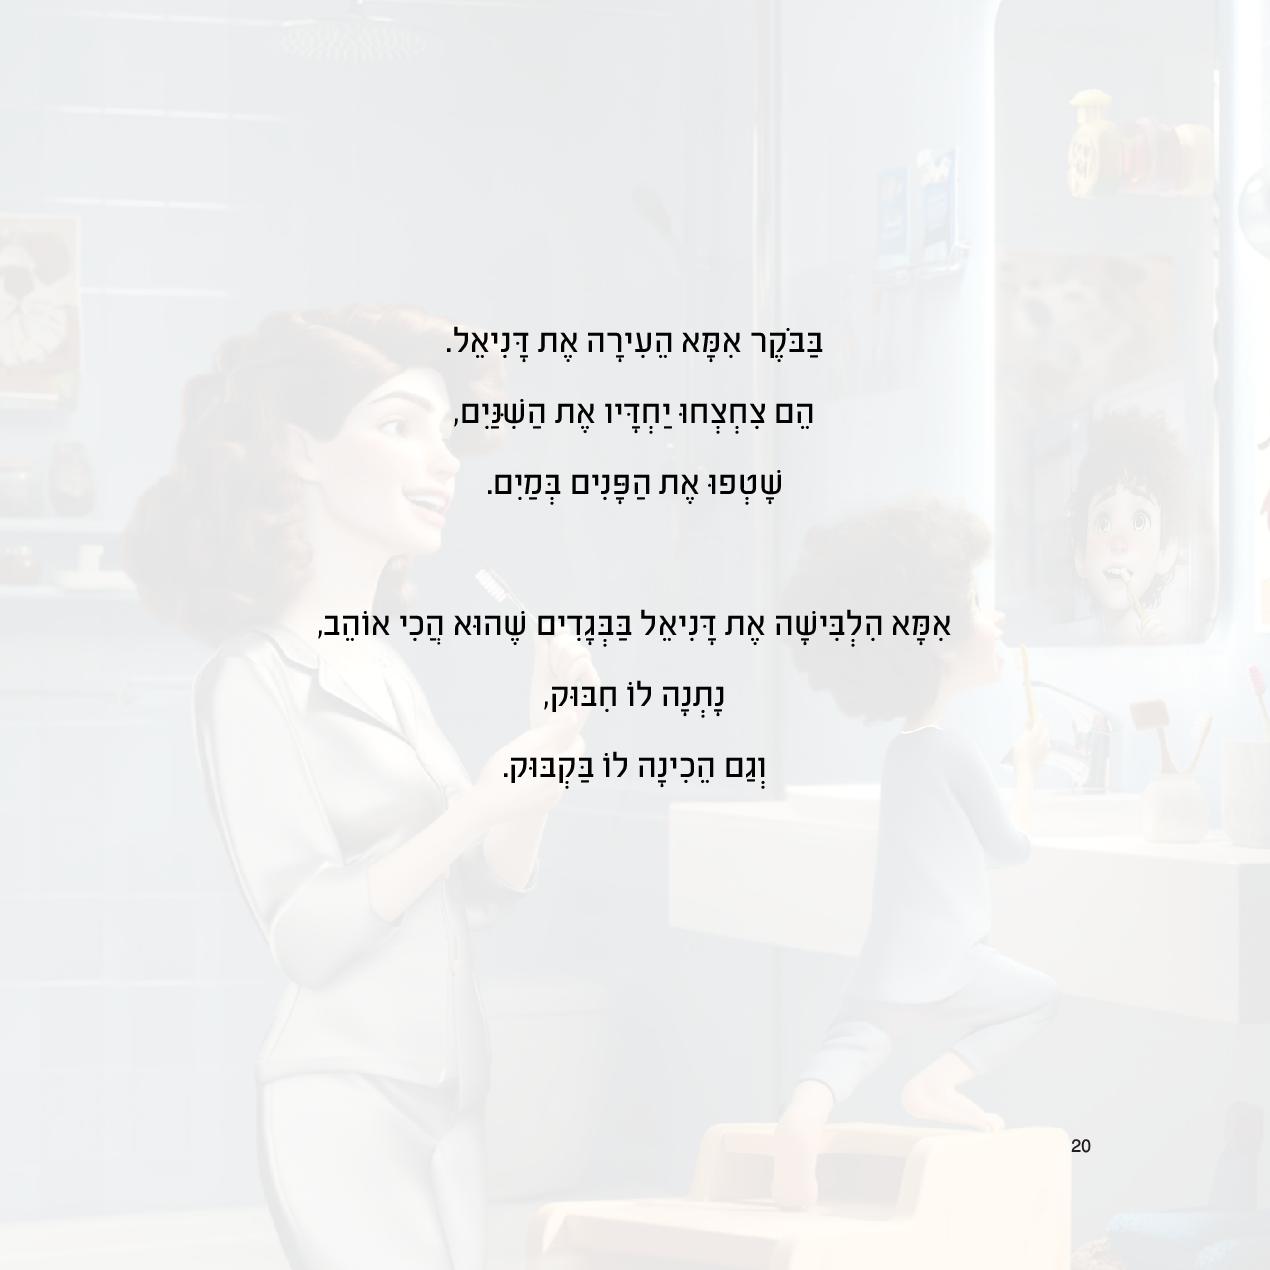 בַּבֹּקֶר אִמָּא הֵעִירָה אֶת דָּנִיאֵל.
הֵם צִחְצְחוּ יַחְדָּיו אֶת הַשִּׁנַּיִם,
שָׁטְפוּ אֶת הַפָּנִים בְּמַיִם.
אִמָּא הִלְבִּישָׁה אֶת דָּנִיאֵל בַּבְּגָדִים שֶׁהוּא הֲכִי אוֹהֵב,
נָתְנָה לוֹ חִבּוּק,
וְגַם הֵכִינָה לוֹ בַּקְבּוּק.
20